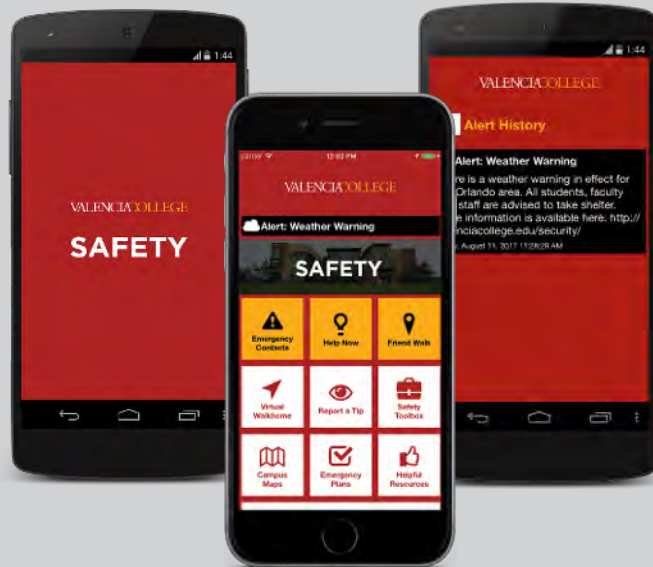 1:44
VALENCIACOLLEGE
SAFETY
12:02 PM
VALENCIACOLLEGE
Alert: Weather Warning
SAFETY
Emergency
Contacts
Help Now
Friend Walk
Virtual
Walkhome
Report a Tip
Safety
Toolbox
Campus
Maps
Emergency
Plans
Helpful
Resources
1:44
VALENCIACOLLEGE
Alert History
Alert: Weather Warning
re is a weather warning in effect for
Orlando area. All students, faculty
staff are advised to take shelter.
e information is available here. http://
enciacollege.edu/security/
August 11, 2017 11:28:28 AM